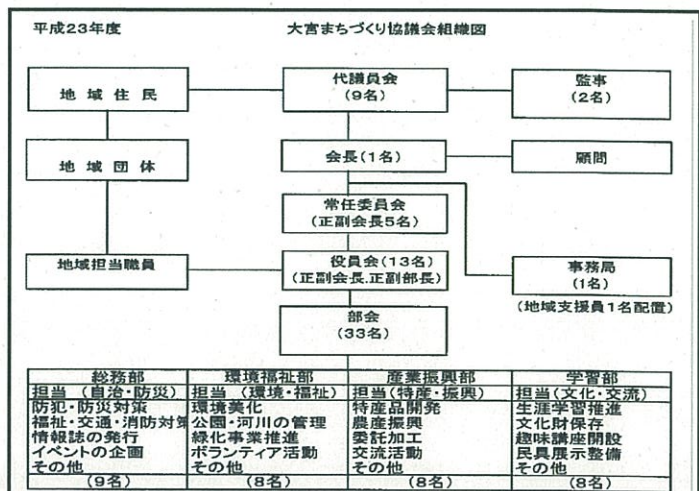 平成23年度 大宮まちづくり協議会組織図
地域住民 代議員会 監事
(9名) (2名)
地域団体 会長(1名) 顧問
常任委員会
(正副会長5名)
地域担当職員 役員会(13名) 事務局
(正副会長.正副部長) (1名)
(地域支援員1名配置)
部会
(33名)
総務部 環境福祉部 産業振興部 学習部
担当 (自治・防災) 担当 (環境・福祉) 担当(特産・振興) 担当(文化・交流)
防犯・防災対策 環境美化 特産品開発 生涯学習推進
福祉・交通・消防対策 公園・河川の管理 農産振興 文化財保存
情報誌の発行 緑化事業推進 委託加工 趣味講座開設
イベントの企画 ボランティア活動 交流活動 民具展示整備
その他 その他 その他 その他
(9名) (8名) (8名) (8名)